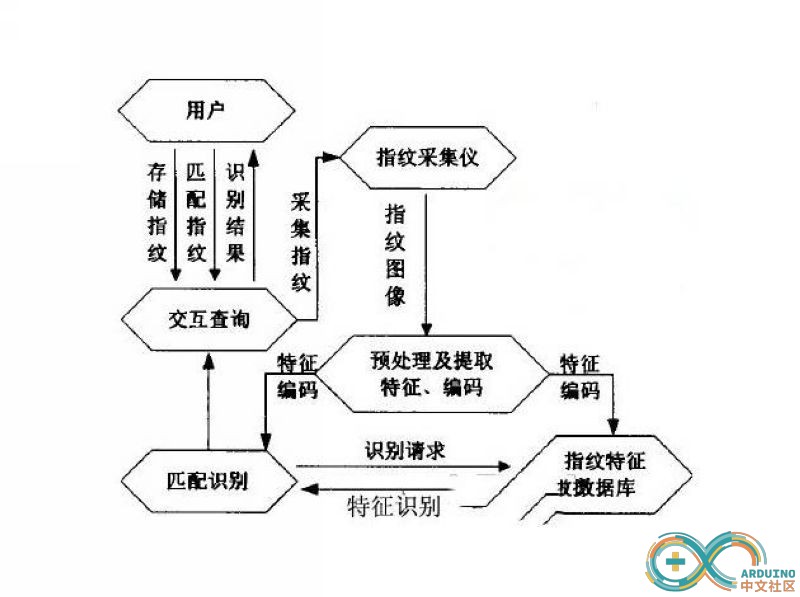 用户
存储指纹
匹配指纹
识别结果
采集指纹
指纹采集仪
指纹图像
交互查询
预处理及提取
特征、编码
特征
编码
特征
编码
匹配识别
识别请求
特征识别
指纹特征
数据库
ARDUINO
中文社区